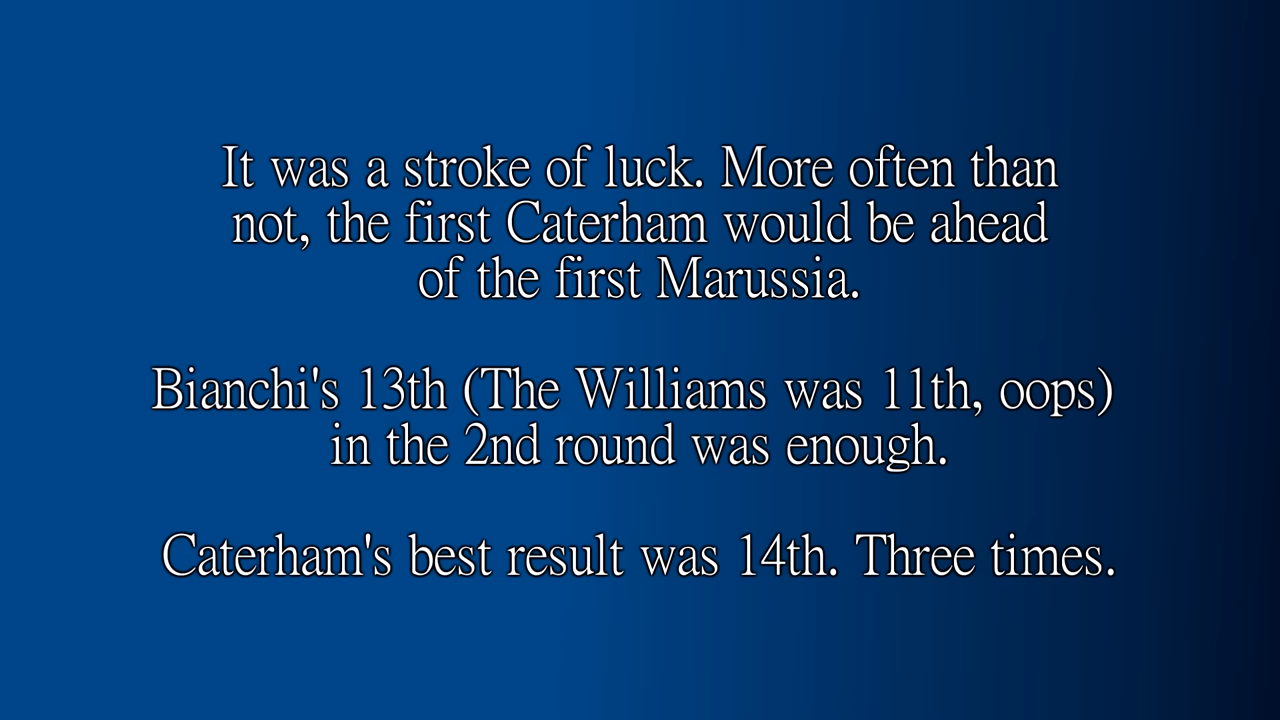 It was a stroke of luck. More often than
not, the first Caterham would be ahead
of the first Marussia.
Bianchi's 13th (The Williams was 11th, oops)
in the 2nd round was enough.
Caterham's best result was 14th. Three times.